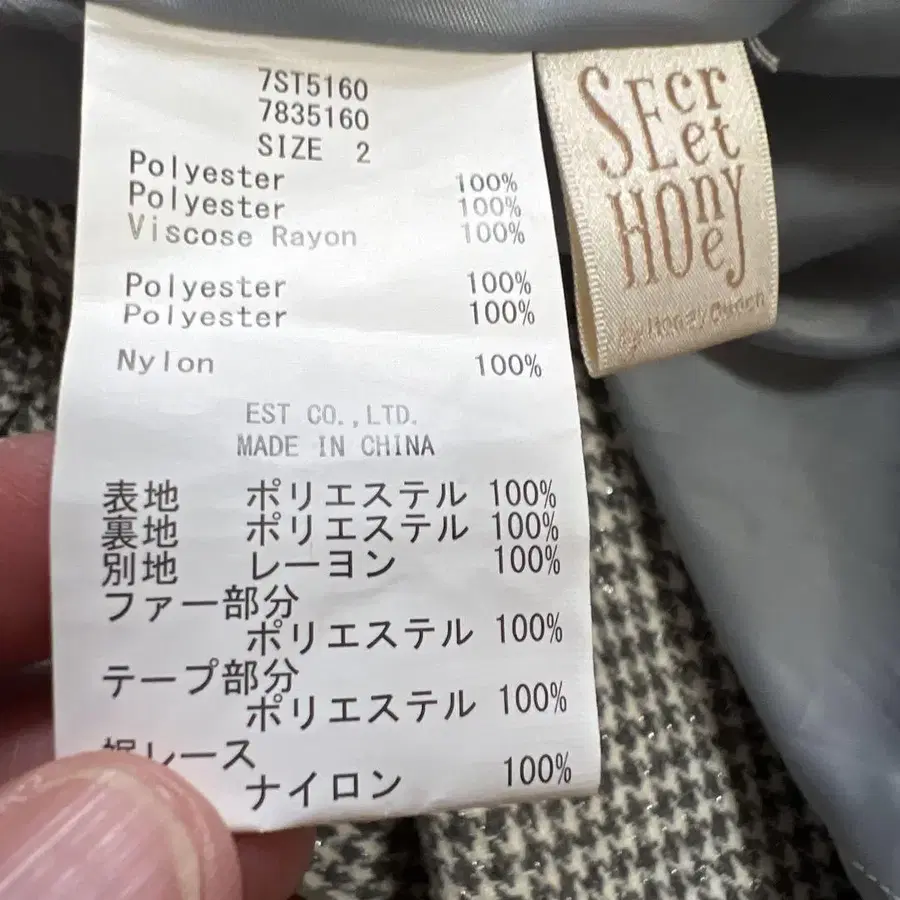 7ST5160
7835160
SIZE 2
Polyester 100%
Polyester 100%
Viscose Rayon 100%
Polyester 100%
Polyester 100%
Nylon 100%
EST CO.,LTD.
MADE IN CHINA
表地 ポリエステル 100%
裏地 ポリエステル 100%
別地 レーヨン 100%
ファー部分
ポリエステル 100%
テープ部分
ポリエステル 100%
裾レース
ナイロン 100%
SEcret
HOney
by Honey Bunch